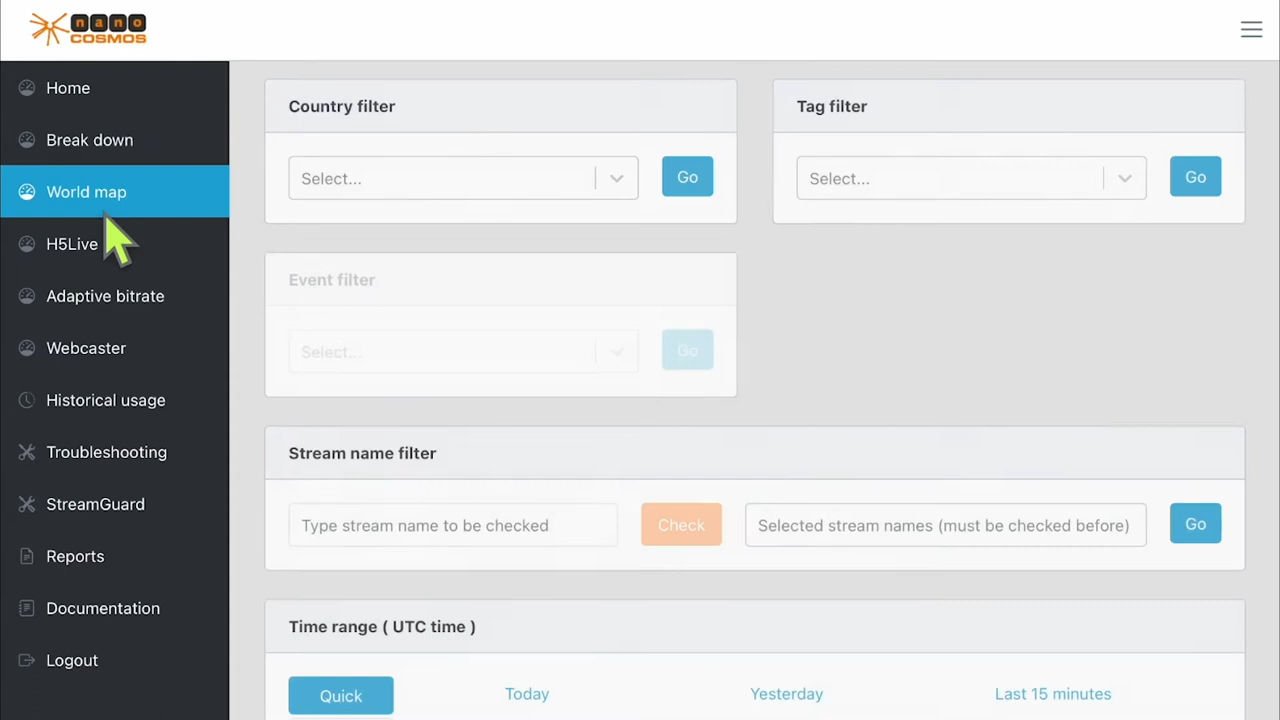 nano
COSMOS
Home
Break down
World map
H5Live
Adaptive bitrate
Webcaster
Historical usage
Troubleshooting
StreamGuard
Reports
Documentation
Logout
Country filter
Select...
Go
Tag filter
Select...
Go
Event filter
Select...
Go
Stream name filter
Type stream name to be checked
Check
Selected stream names (must be checked before)
Go
Time range ( UTC time )
Quick
Today
Yesterday
Last 15 minutes